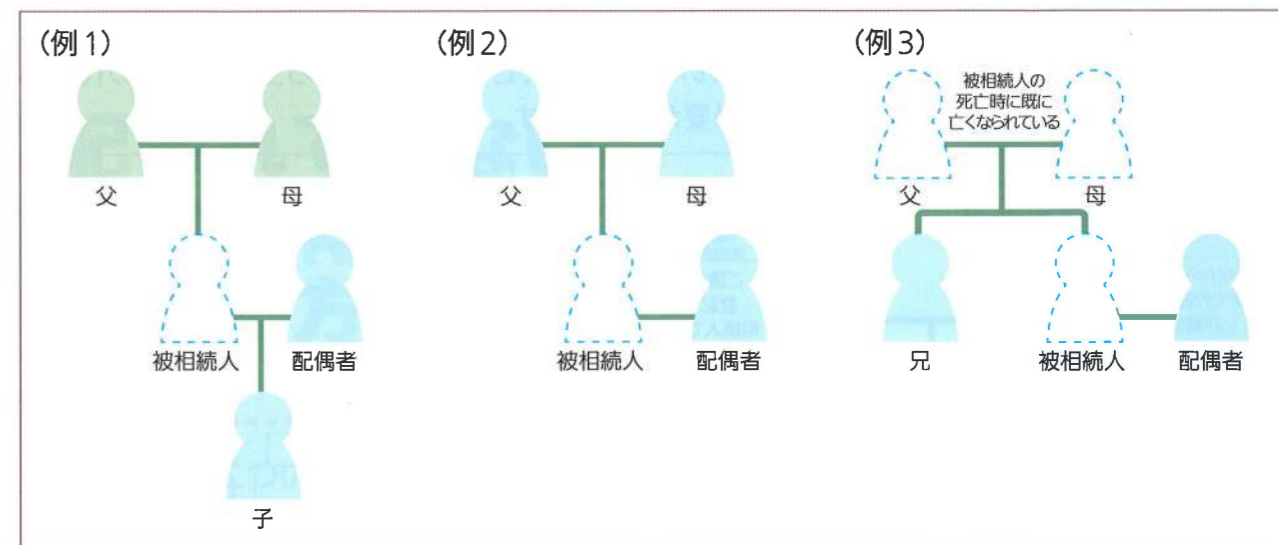 (例1)
父
母
被相続人
配偶者
子
(例2)
父
母
被相続人
配偶者
(例3)
被相続人の
死亡時に既に
亡くなられている
父
母
兄
被相続人
配偶者